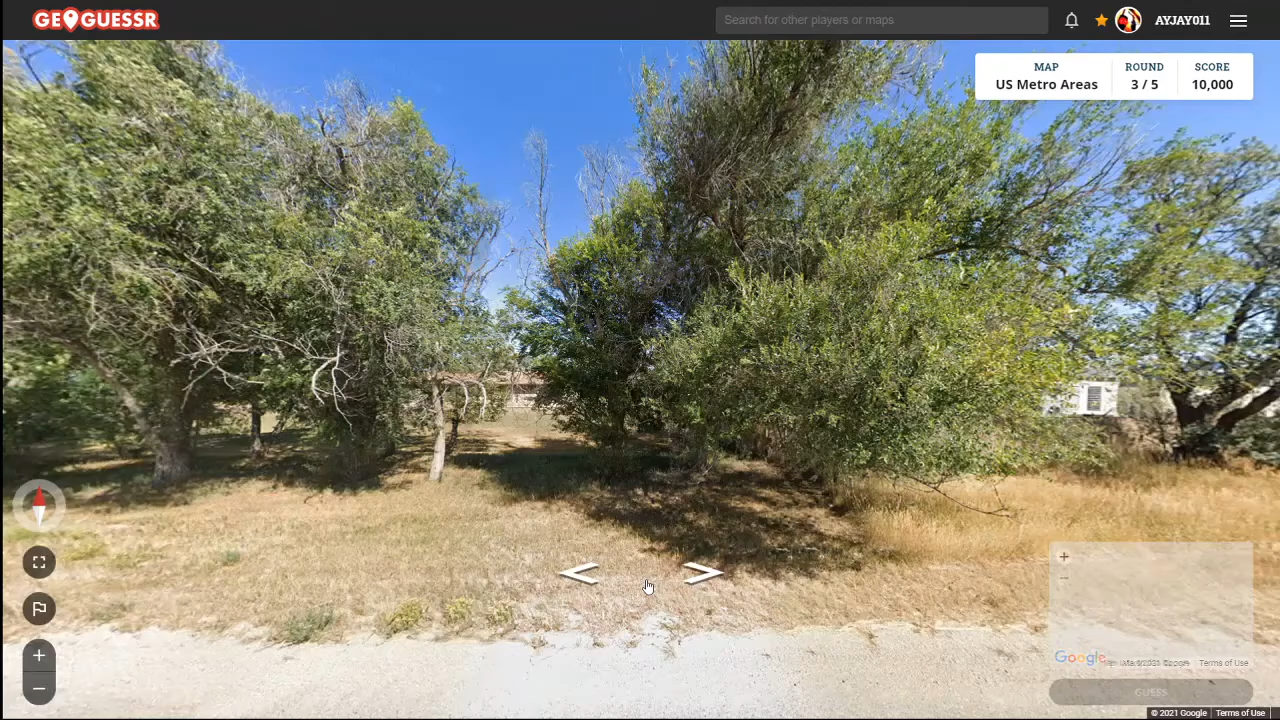 GEOGUESSR
Search for other players or maps
AYJAY011
MAP
US Metro Areas
ROUND
3 / 5
SCORE
10,000
+
−
+
−
Google
Terms of Use
GUESS
© 2021 Google
Terms of Use